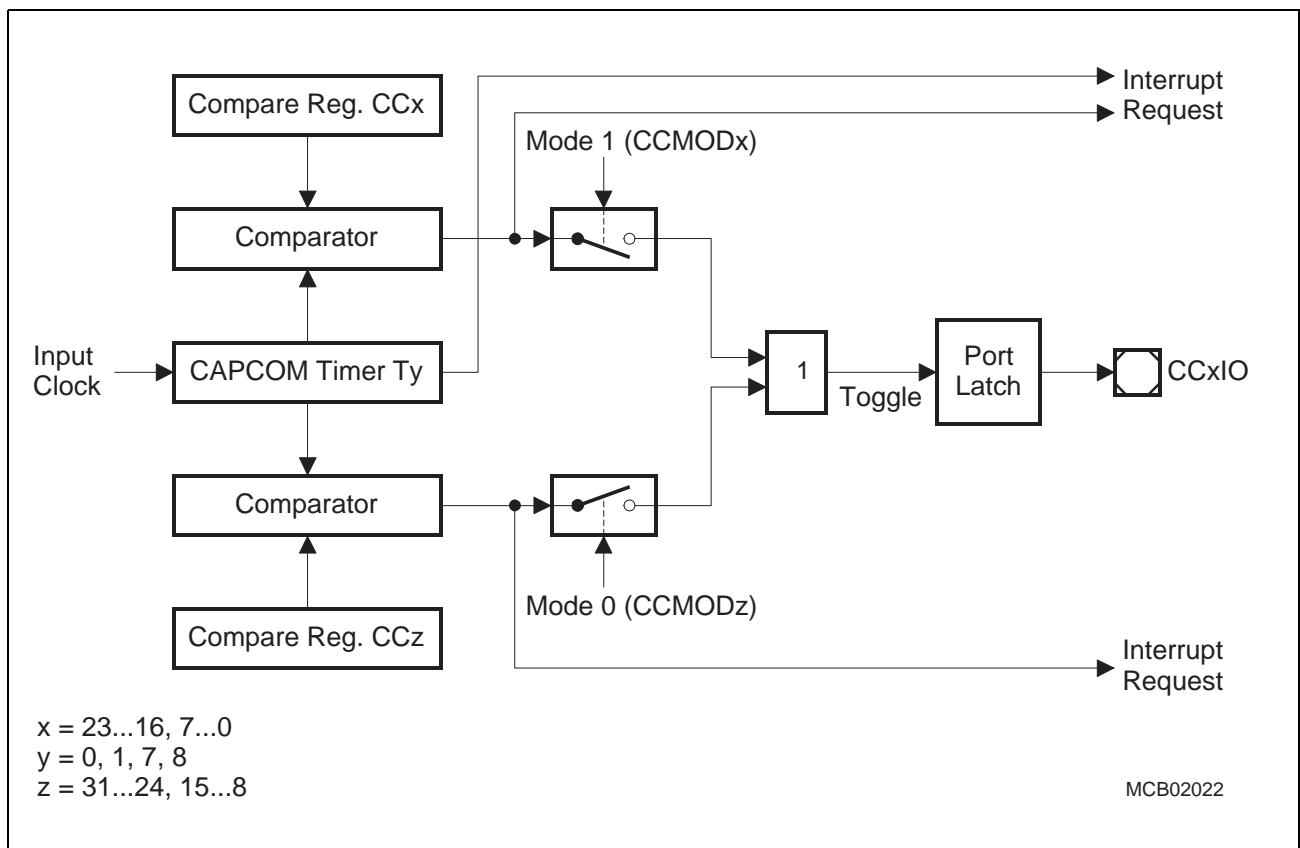 Compare Reg. CCx
Interrupt
Request
Mode 1 (CCMODx)
Comparator
Input
Clock
CAPCOM Timer Ty
1
Toggle
Port
Latch
CCxIO
Comparator
Mode 0 (CCMODz)
Compare Reg. CCz
Interrupt
Request
x = 23...16, 7...0
y = 0, 1, 7, 8
z = 31...24, 15...8
MCB02022